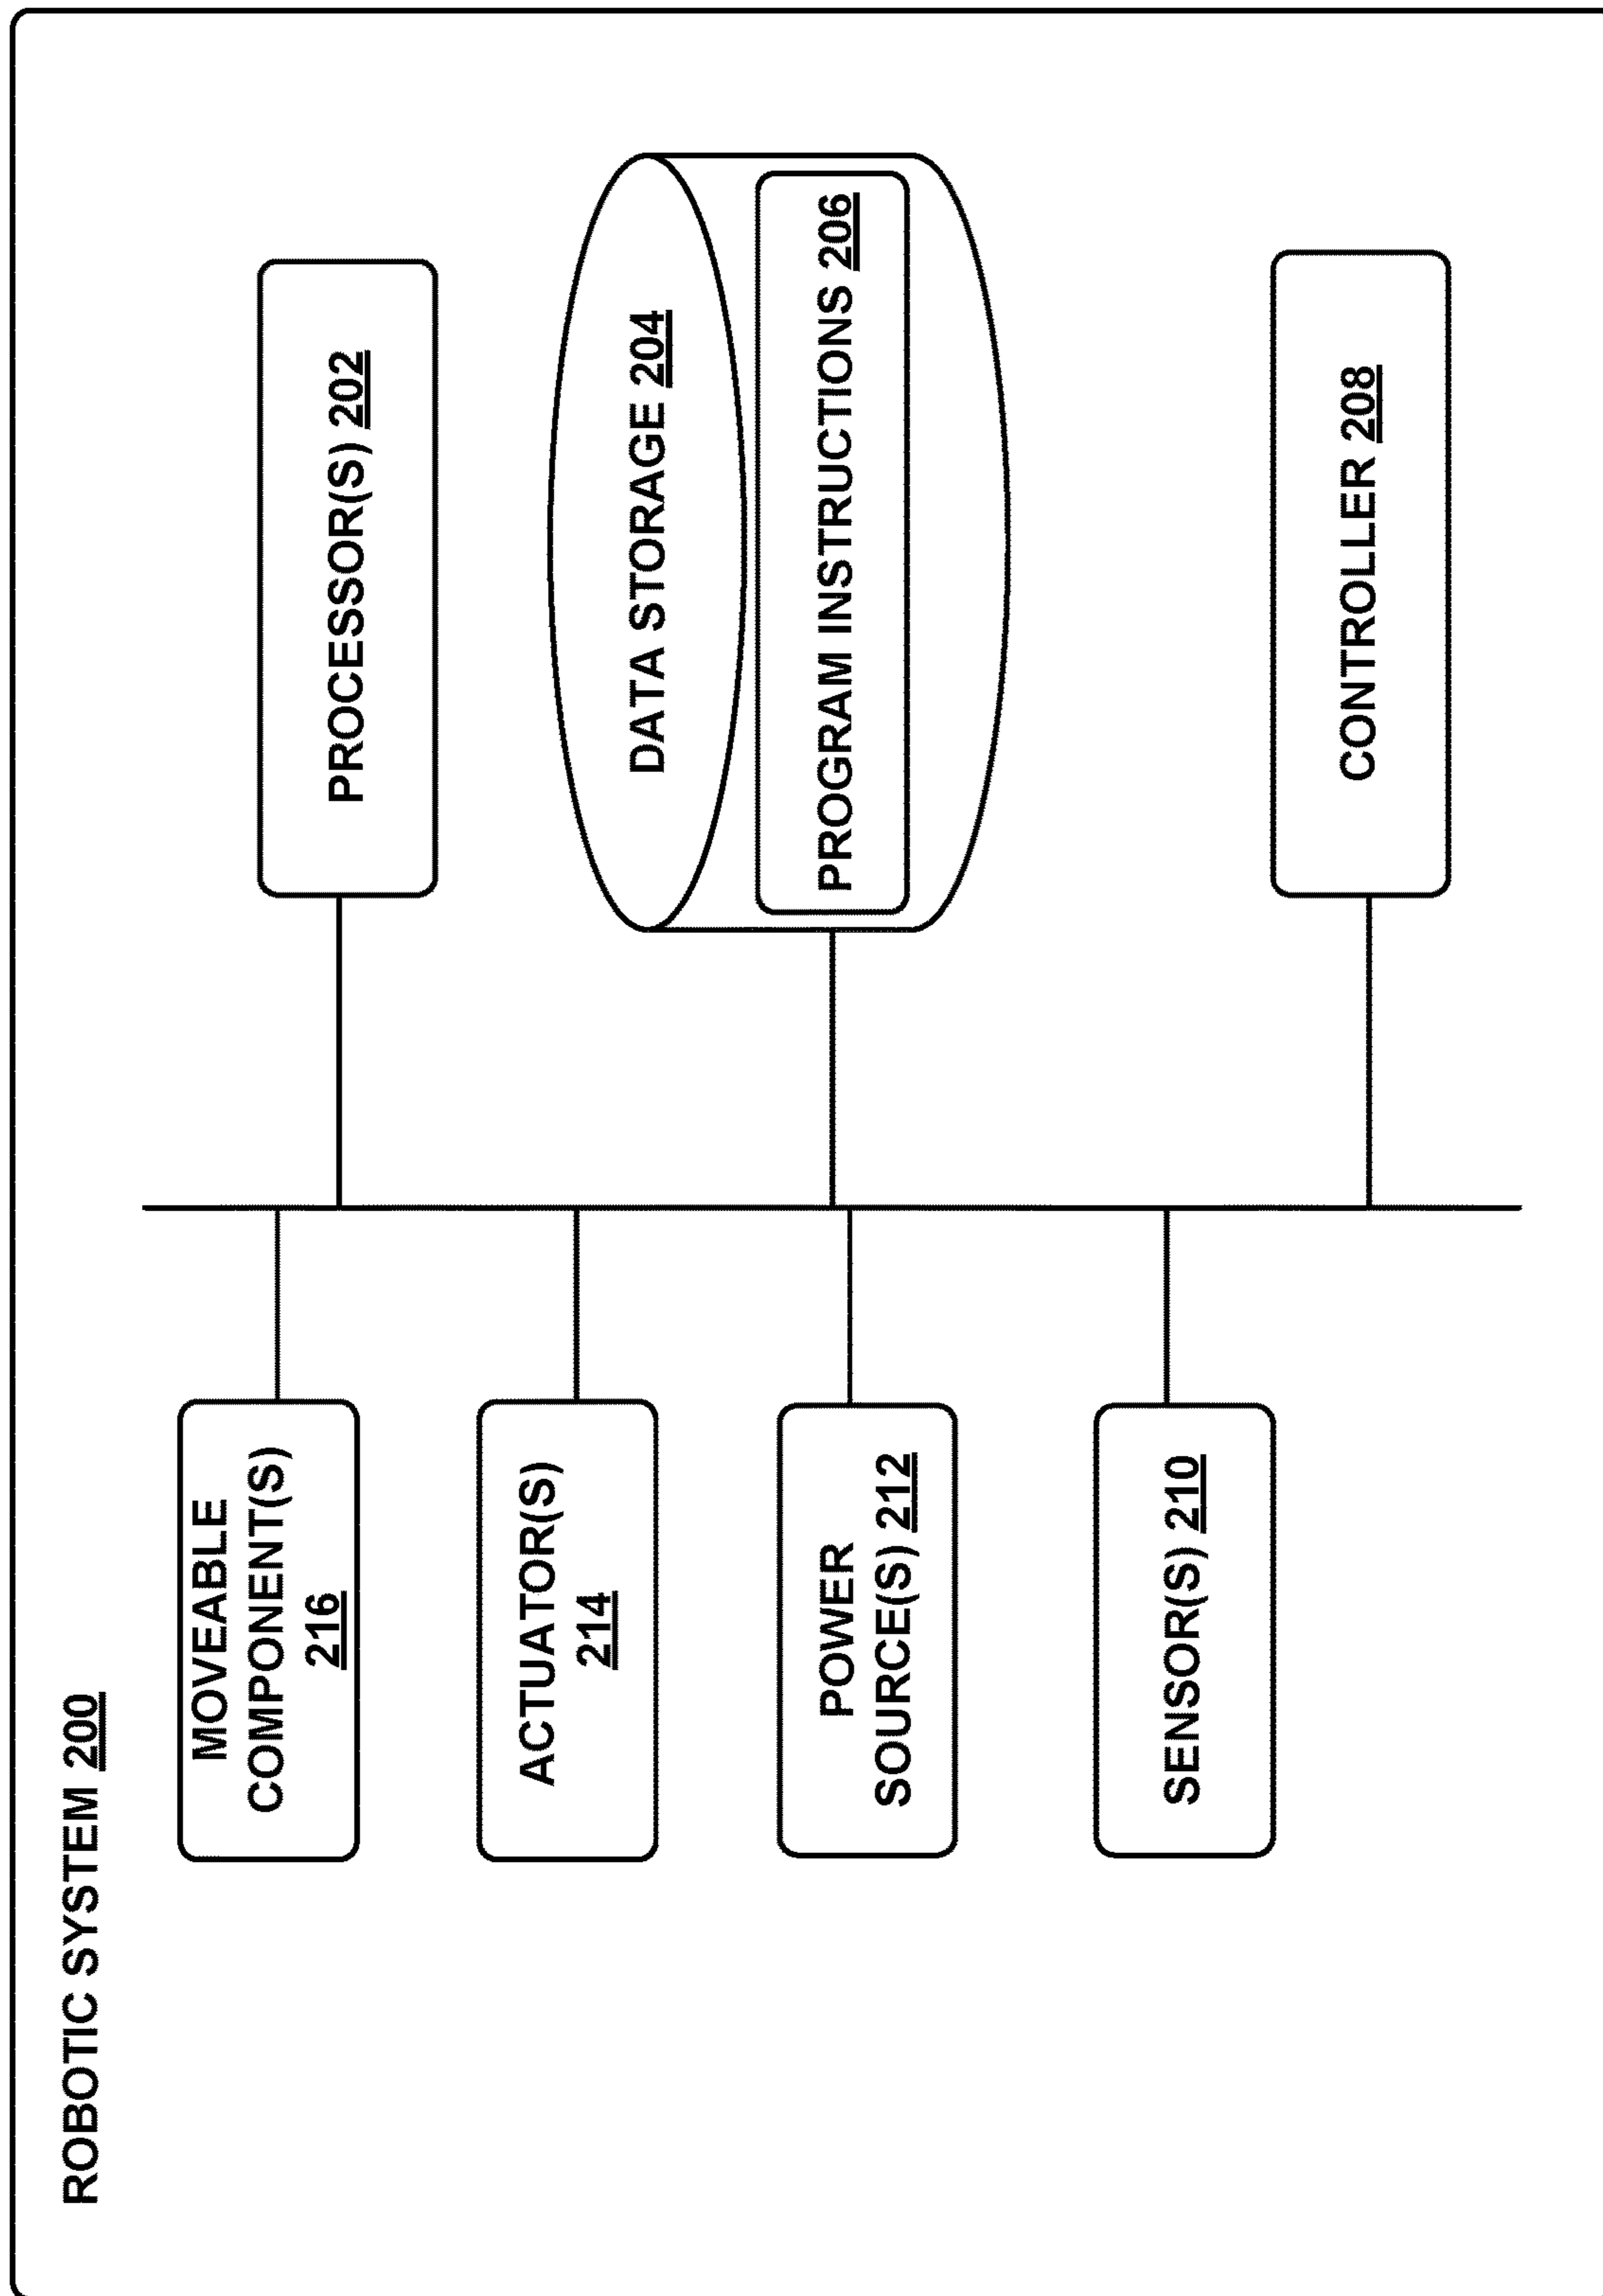 ROBOTIC SYSTEM 200
MOVEABLE
COMPONENT(S)
216
ACTUATOR(S)
214
POWER
SOURCE(S) 212
SENSOR(S) 210
PROCESSOR(S) 202
DATA STORAGE 204
PROGRAM INSTRUCTIONS 206
CONTROLLER 208